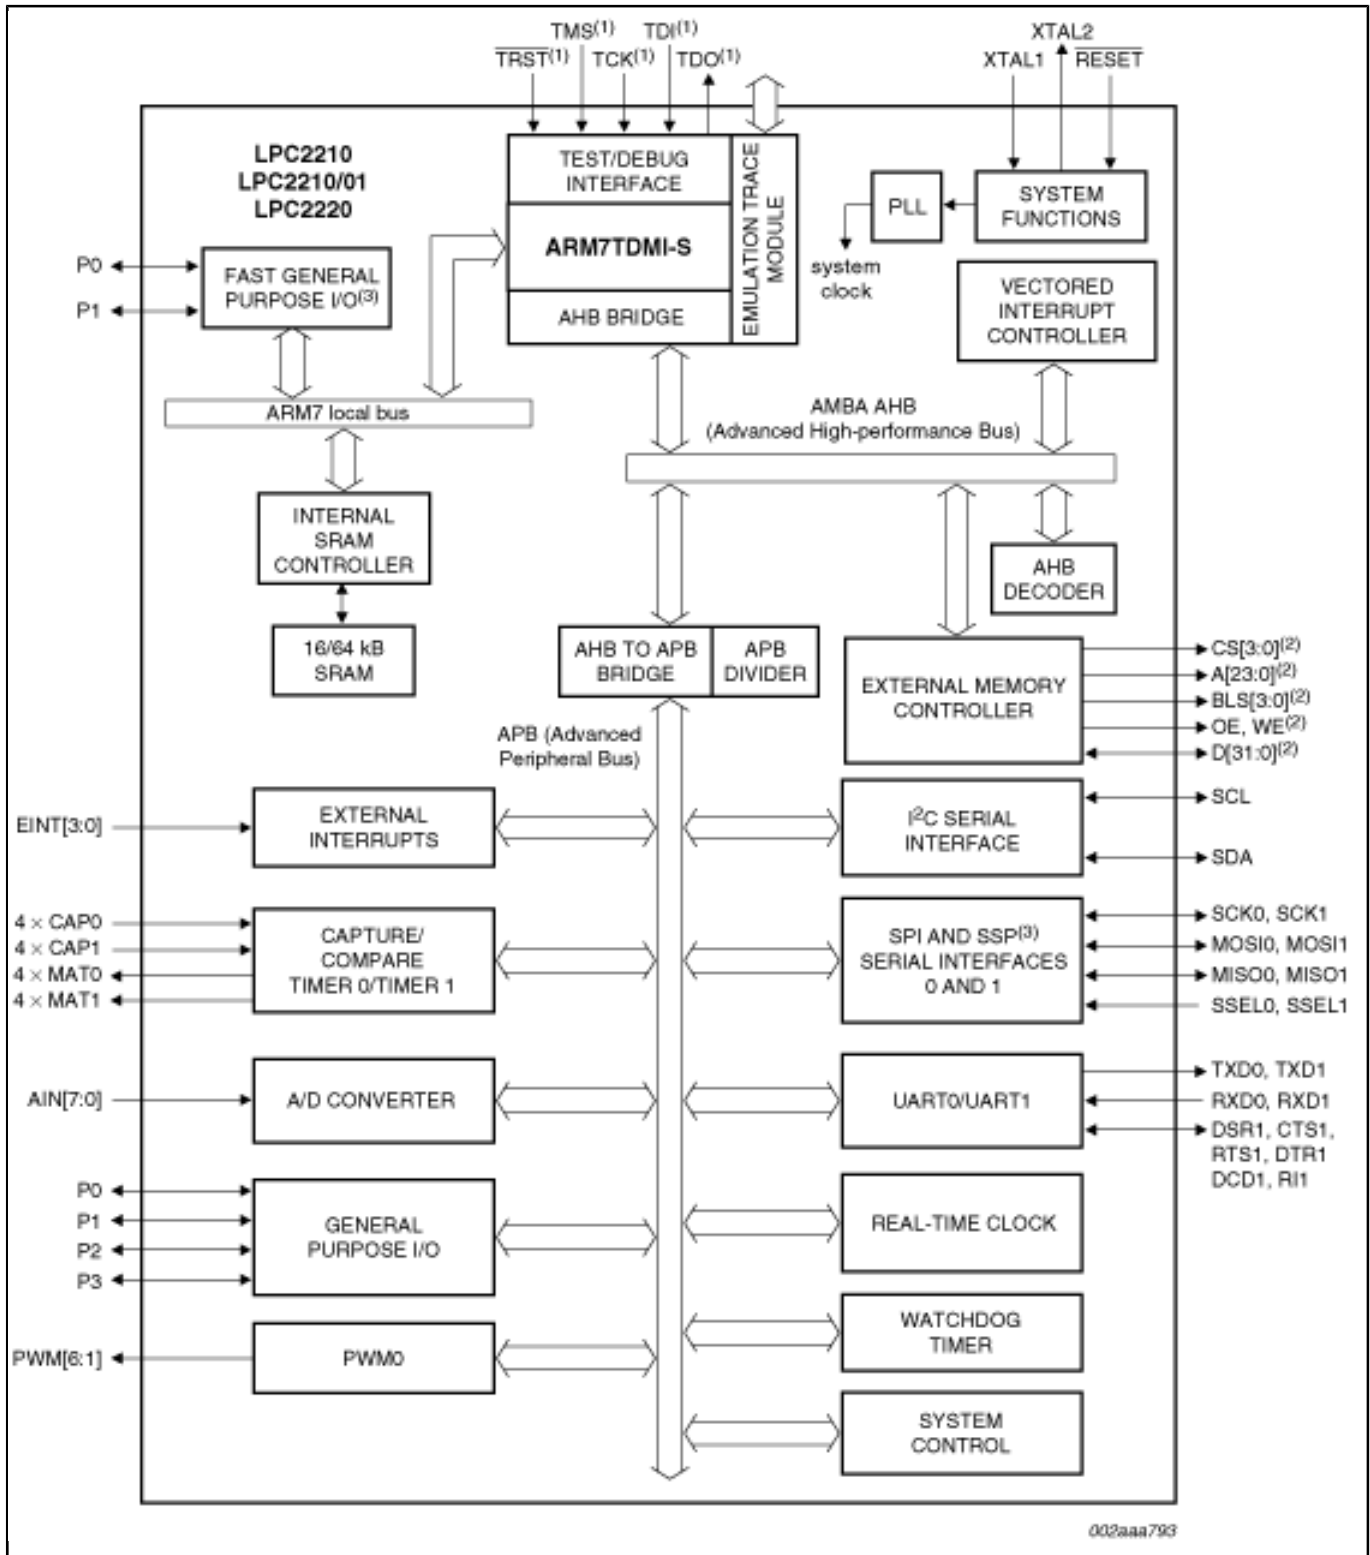 TMS(1) TDI(1) XTAL2
TRST(1) TCK(1) TDO(1) XTAL1 RESET
LPC2210
LPC2210/01
LPC2220
TEST/DEBUG
INTERFACE
ARM7TDMI-S
AHB BRIDGE
EMULATION TRACE
MODULE
PLL
SYSTEM
FUNCTIONS
system
clock
P0
P1
FAST GENERAL
PURPOSE I/O(3)
VECTORED
INTERRUPT
CONTROLLER
ARM7 local bus
AMBA AHB
(Advanced High-performance Bus)
INTERNAL
SRAM
CONTROLLER
AHB
DECODER
16/64 kB
SRAM
AHB TO APB
BRIDGE
APB
DIVIDER
EXTERNAL MEMORY
CONTROLLER
CS[3:0](2)
A[23:0](2)
BLS[3:0](2)
OE, WE(2)
D[31:0](2)
APB (Advanced
Peripheral Bus)
EINT[3:0]
EXTERNAL
INTERRUPTS
I2C SERIAL
INTERFACE
SCL
SDA
4 × CAP0
4 × CAP1
4 × MAT0
4 × MAT1
CAPTURE/
COMPARE
TIMER 0/TIMER 1
SPI AND SSP(3)
SERIAL INTERFACES
0 AND 1
SCK0, SCK1
MOSI0, MOSI1
MISO0, MISO1
SSEL0, SSEL1
AIN[7:0]
A/D CONVERTER
UART0/UART1
TXD0, TXD1
RXD0, RXD1
DSR1, CTS1,
RTS1, DTR1
DCD1, RI1
P0
P1
P2
P3
GENERAL
PURPOSE I/O
REAL-TIME CLOCK
PWM[6:1]
PWM0
WATCHDOG
TIMER
SYSTEM
CONTROL
002aaa793